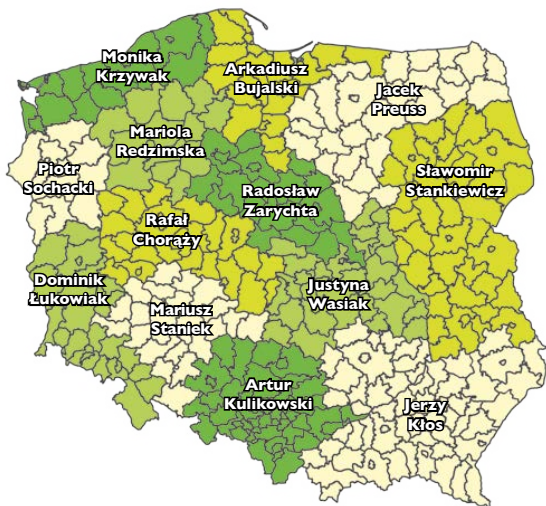 Monika
Krzywak
Arkadiusz
Bujalski
Jacek
Preuss
Mariola
Redzimska
Piotr
Sochacki
Sławomir
Stankiewicz
Radosław
Zarychta
Rafał
Chorąży
Dominik
Łukowiak
Justyna
Wasiak
Mariusz
Staniek
Artur
Kulikowski
Jerzy
Kłos